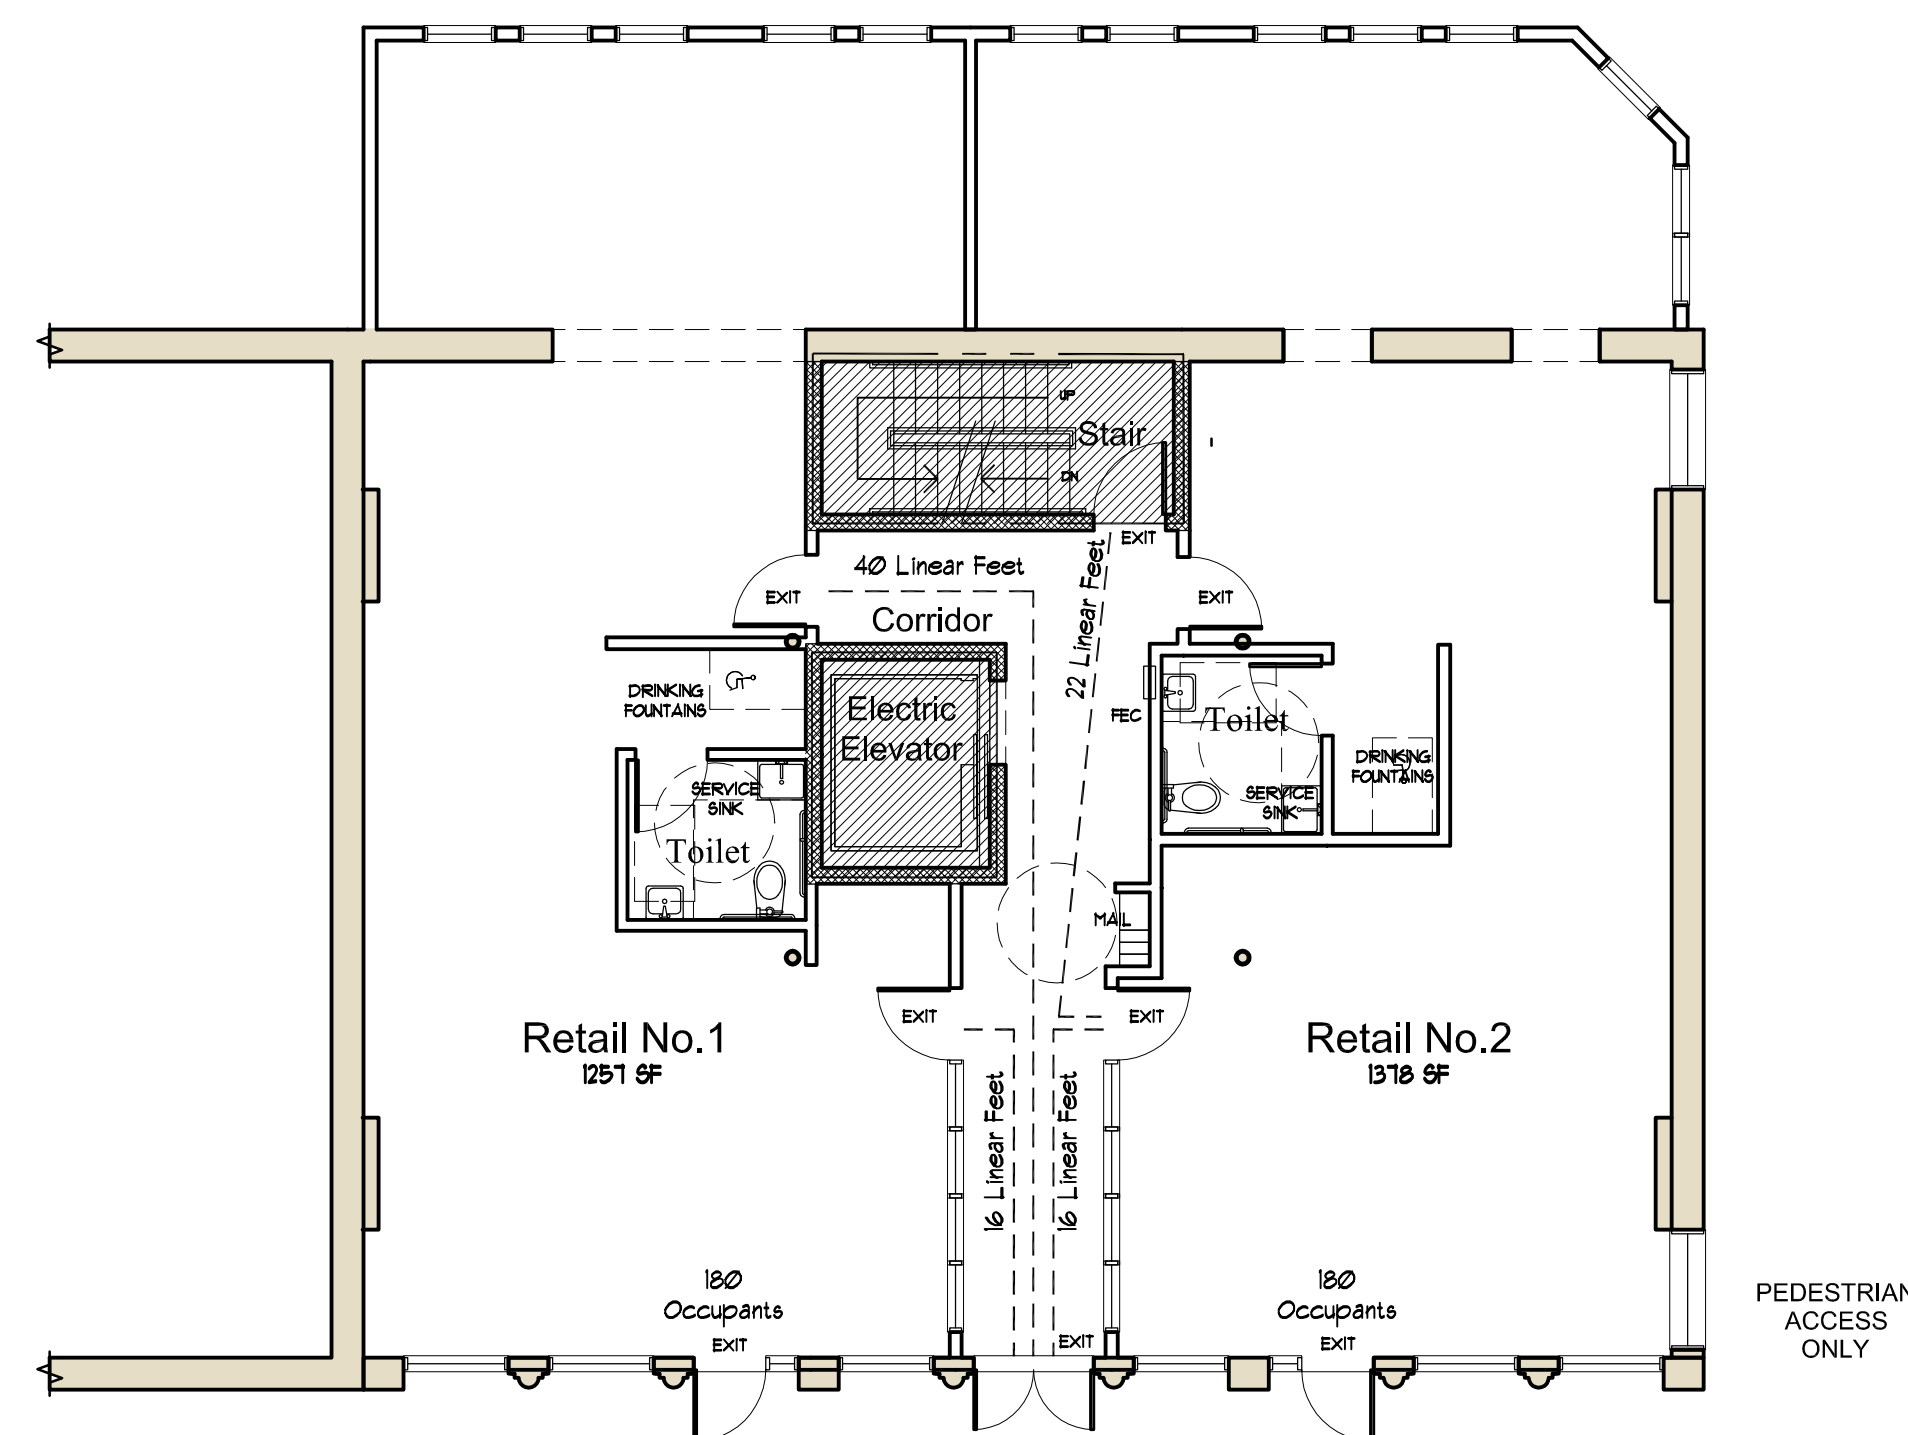 UP
Stair
DN
EXIT
40 Linear Feet
22 Linear Feet
EXIT
EXIT
Corridor
DRINKING
FOUNTAINS
Electric
Elevator
FEC
Toilet
DRINKING
FOUNTAINS
SERVICE
SINK
SERVICE
SINK
Toilet
MAIL
EXIT
EXIT
Retail No.1
1257 SF
Retail No.2
1378 SF
16 Linear Feet
16 Linear Feet
180
Occupants
EXIT
180
Occupants
EXIT
EXIT
PEDESTRIAN
ACCESS
ONLY